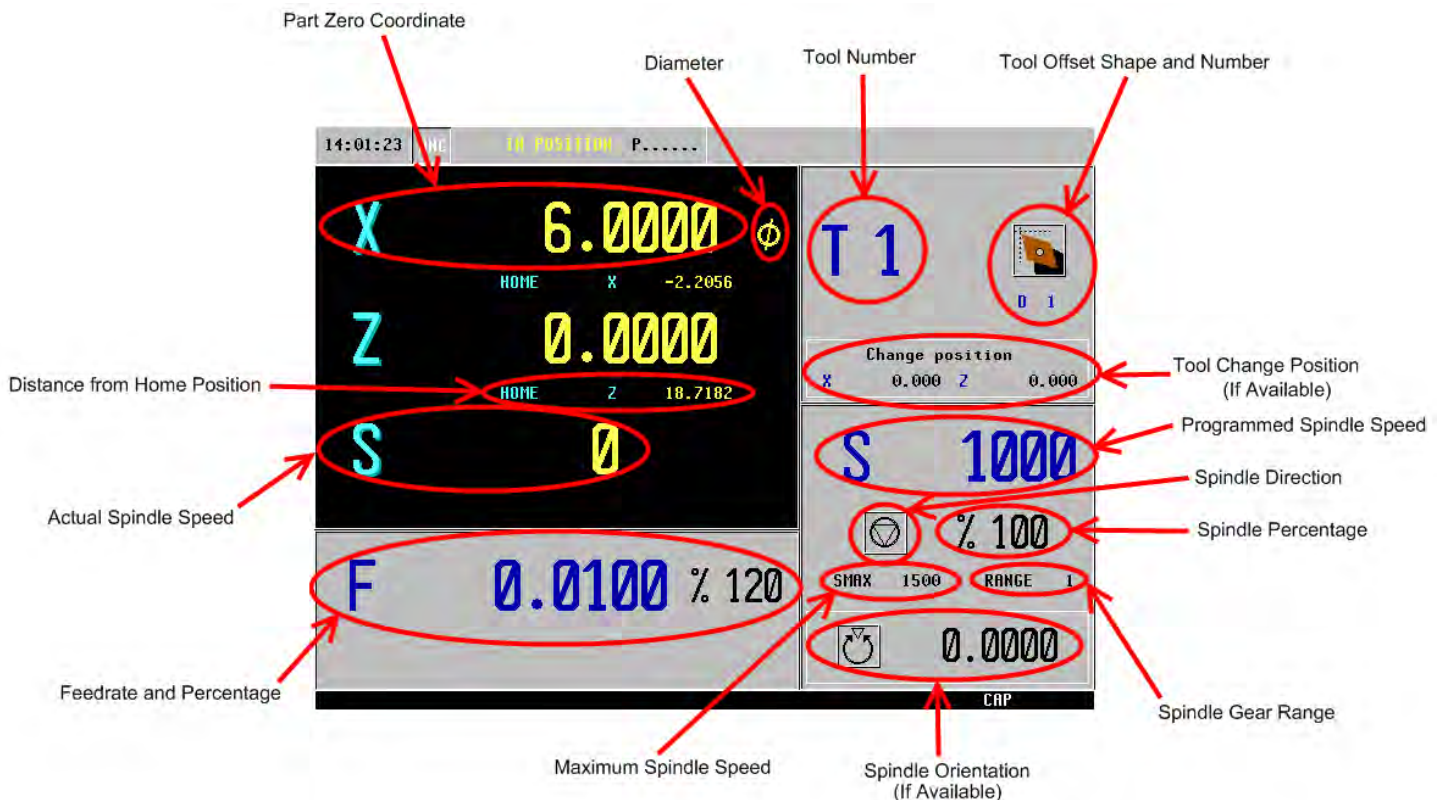 Part Zero Coordinate
Diameter
Tool Number
Tool Offset Shape and Number
14:01:23
IN POSITION P......
X 6.0000 ϕ
HOME X -2.2056
Z 0.0000
HOME Z 18.7182
S 0
F 0.0100 % 120
T 1
D 1
Change position
X 0.000 Z 0.000
S 1000
% 100
SMAX 1500 RANGE 1
0.0000
CAP
Distance from Home Position
Actual Spindle Speed
Feedrate and Percentage
Tool Change Position
(If Available)
Programmed Spindle Speed
Spindle Direction
Spindle Percentage
Spindle Gear Range
Maximum Spindle Speed
Spindle Orientation
(If Available)